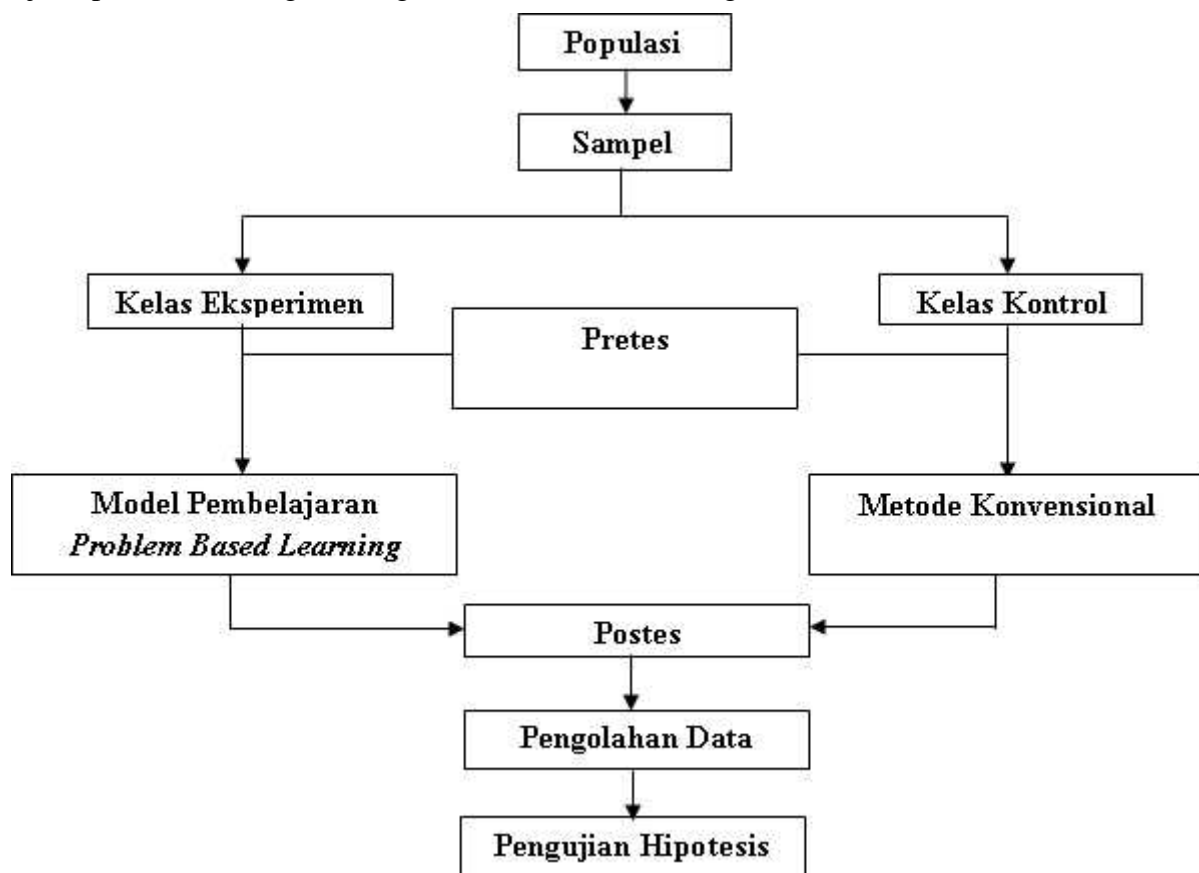 Populasi
Sampel
Kelas Eksperimen
Kelas Kontrol
Pretes
Model Pembelajaran
Problem Based Learning
Metode Konvensional
Postes
Pengolahan Data
Pengujian Hipotesis